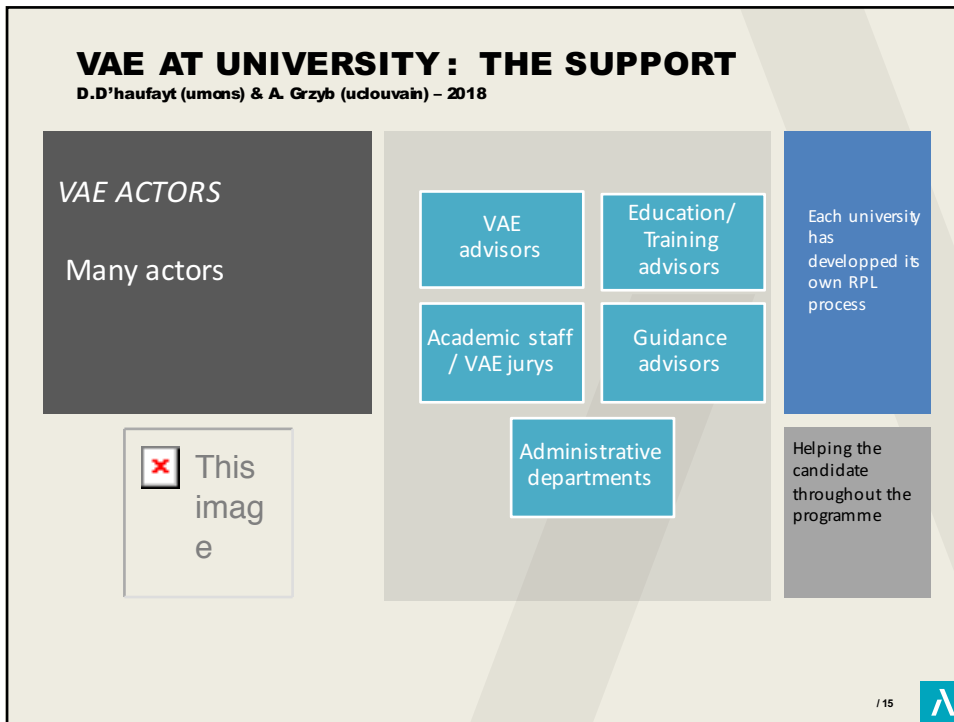 VAE AT UNIVERSITY : THE SUPPORT
D.D’haufayt (umons) & A. Grzyb (uclouvain) – 2018
VAE ACTORS
Many actors
VAE
advisors
Education/
Training
advisors
Academic staff
/ VAE jurys
Guidance
advisors
Administrative
departments
Each university
has
developped its
own RPL
process
Helping the
candidate
throughout the
programme
This
imag
e
/ 15